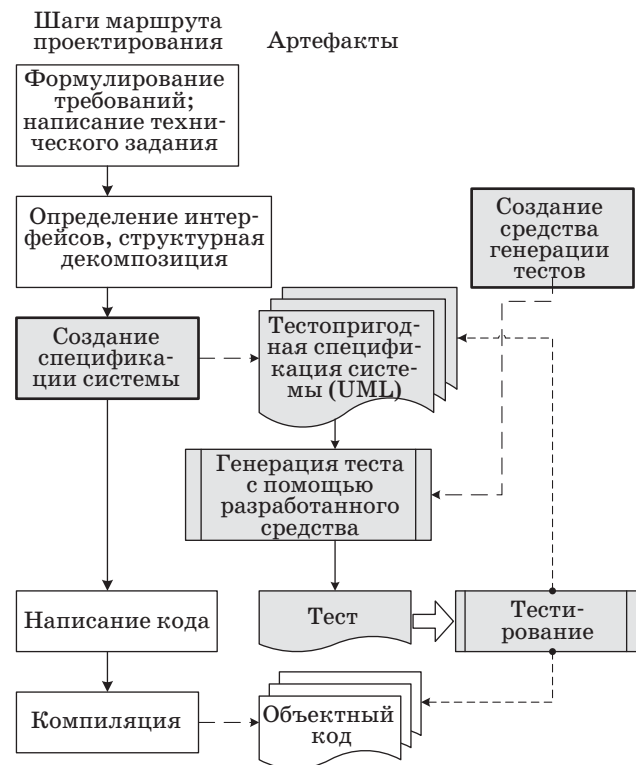 Шаги маршрута
проектирования
Артефакты
Формулирование
требований;
написание техни-
ческого задания
Определение интер-
фейсов, структурная
декомпозиция
Создание
средства
генерации
тестов
Создание
специфика-
ции системы
Тестопригод-
ная специфи-
кация систе-
мы (UML)
Генерация теста
с помощью
разработанного
средства
Написание кода
Тест
Тести-
рование
Компиляция
Объектный
код